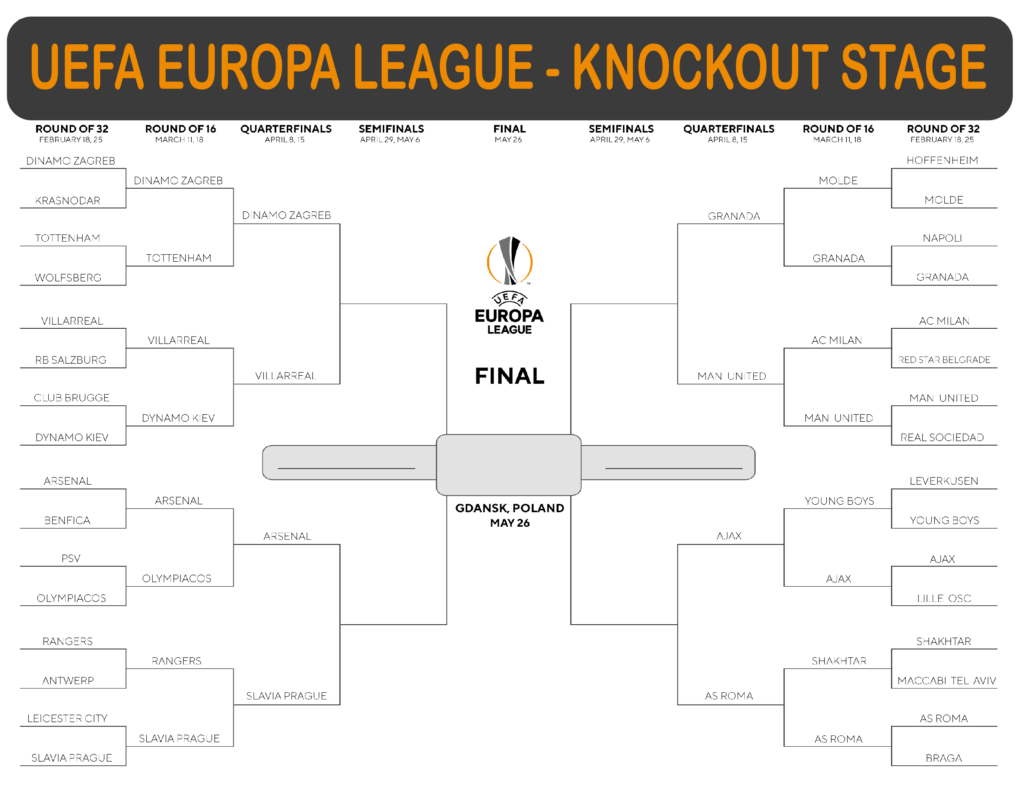 UEFA EUROPA LEAGUE - KNOCKOUT STAGE
ROUND OF 32
FEBRUARY 18, 25
ROUND OF 16
MARCH 11, 18
QUARTERFINALS
APRIL 8, 15
SEMIFINALS
APRIL 29, MAY 6
FINAL
MAY 26
SEMIFINALS
APRIL 29, MAY 6
QUARTERFINALS
APRIL 8, 15
ROUND OF 16
MARCH 11, 18
ROUND OF 32
FEBRUARY 18, 25
DINAMO ZAGREB
KRASNODAR
TOTTENHAM
WOLFSBERG
VILLARREAL
RB SALZBURG
CLUB BRUGGE
DYNAMO KIEV
ARSENAL
BENFICA
PSV
OLYMPIACOS
RANGERS
ANTWERP
LEICESTER CITY
SLAVIA PRAGUE
DINAMO ZAGREB
TOTTENHAM
VILLARREAL
DYNAMO KIEV
ARSENAL
OLYMPIACOS
RANGERS
SLAVIA PRAGUE
DINAMO ZAGREB
VILLARREAL
ARSENAL
SLAVIA PRAGUE
UEFA
EUROPA
LEAGUE
FINAL
GDANSK, POLAND
MAY 26
GRANADA
MAN UNITED
AJAX
AS ROMA
MOLDE
GRANADA
AC MILAN
MAN UNITED
YOUNG BOYS
AJAX
SHAKHTAR
AS ROMA
HOFFENHEIM
MOLDE
NAPOLI
GRANADA
AC MILAN
RED STAR BELGRADE
MAN UNITED
REAL SOCIEDAD
LEVERKUSEN
YOUNG BOYS
AJAX
LILLE OSC
SHAKHTAR
MACCABI TEL AVIV
AS ROMA
BRAGA